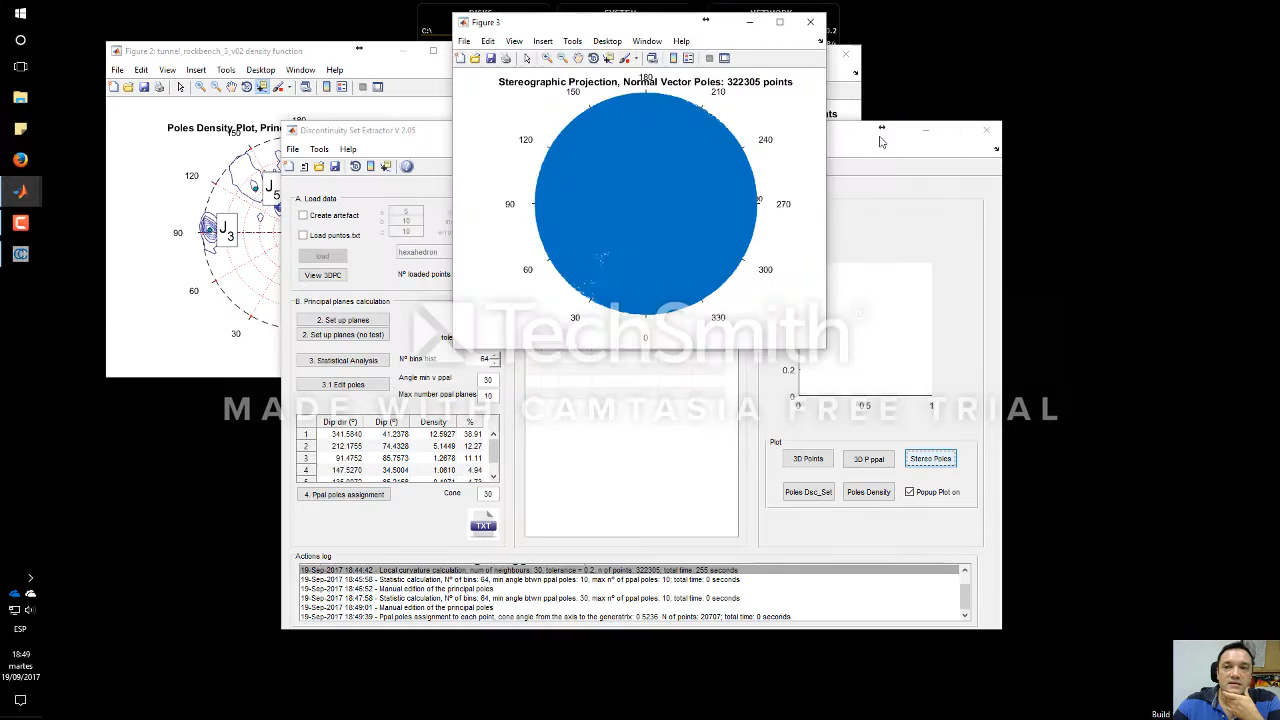 DISKS
SYSTEM
NETWORK
C:\
0.2
Figure 3
File Edit View Insert Tools Desktop Window Help
Stereographic Projection, Normal Vector Poles: 322305 points
180
150 210
120 240
90 270
60 300
30 330
0
Figure 2: tunnel_rockbench_3_v02 density function
File Edit View Insert Tools Desktop Window Help
Poles Density Plot, Prin
150
120
90
60
30
J
5
J
3
Discontinuity Set Extractor V 2.05
File Tools Help
A. Load data
Create artefact
a 5
b 10
10
Load puntos.txt
load
hexahedron
View 3DPC
Nº loaded points
B. Principal planes calculation
2. Set up planes
2. Set up planes (no test)
3. Statistical Analysis
3.1 Edit poles
Nº bins hist. 64
Angle min v ppal 30
Max number ppal planes 10
Dip dir (º) Dip (º) Density %
1 341.5840 41.2378 12.5927 38.91
2 212.1755 74.4328 5.1449 12.27
3 91.4752 85.7573 1.2678 11.11
4 147.5270 34.5004 1.0610 4.94
4. Ppal poles assignment
Cone 30
TXT
0.2
0
0 0.5 1
Plot
3D Points 3D P ppal Stereo Poles
Poles Dsc_Set Poles Density Popup Plot on
Actions log
19-Sep-2017 18:44:42 - Local curvature calculation, num of neighbours: 30, tolerance = 0.2, n of points: 322305, total time: 255 seconds
19-Sep-2017 18:45:58 - Statistic calculation, Nº of bins: 64, min angle btwn ppal poles: 10, max nº of ppal poles: 10; total time: 0 seconds
19-Sep-2017 18:46:52 - Manual edition of the principal poles
19-Sep-2017 18:47:58 - Statistic calculation, Nº of bins: 64, min angle btwn ppal poles: 30, max nº of ppal poles: 10; total time: 0 seconds
19-Sep-2017 18:49:01 - Manual edition of the principal poles
19-Sep-2017 18:49:39 - Ppal poles assignment to each point, cone angle from the axis to the generatrix: 0.5236. N of points: 20707; total time: 0 seconds
TechSmith
MADE WITH CAMTASIA FREE TRIAL
ESP
18:49
martes
19/09/2017
Build